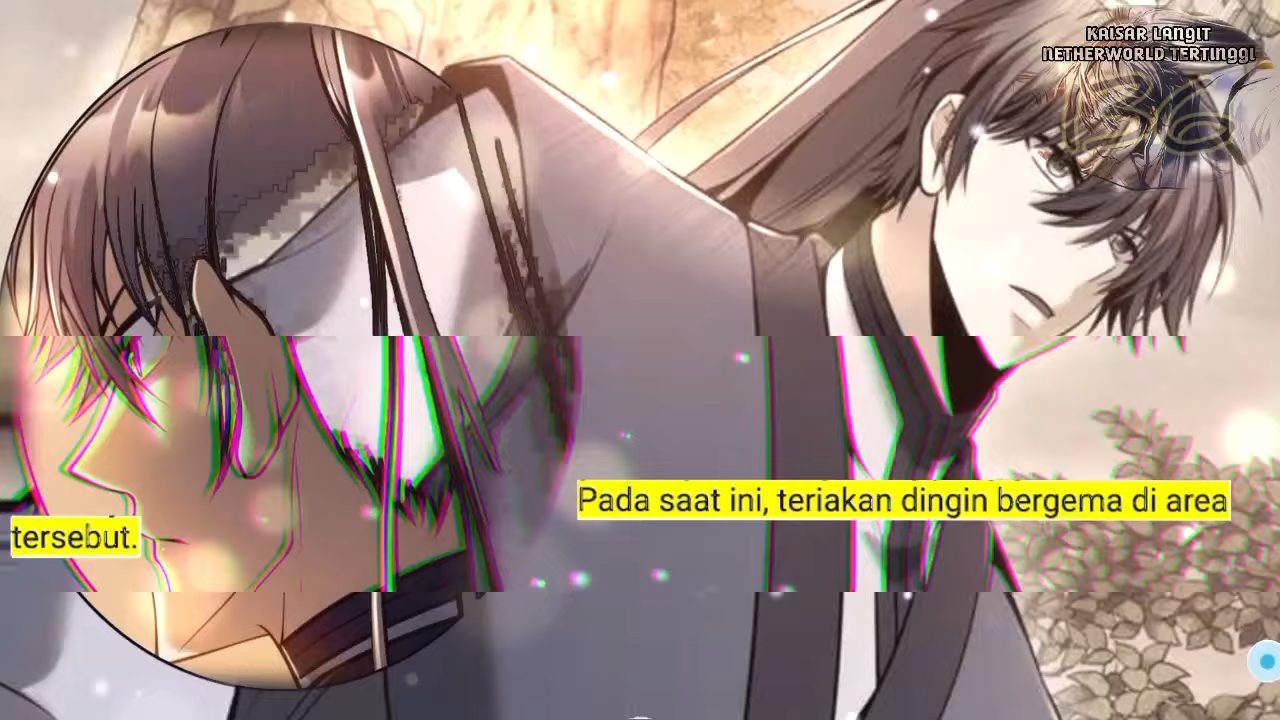 KAISAR LANGIT
NETHERWORLD TERTINGGI
Pada saat ini, teriakan dingin bergema di area
tersebut.